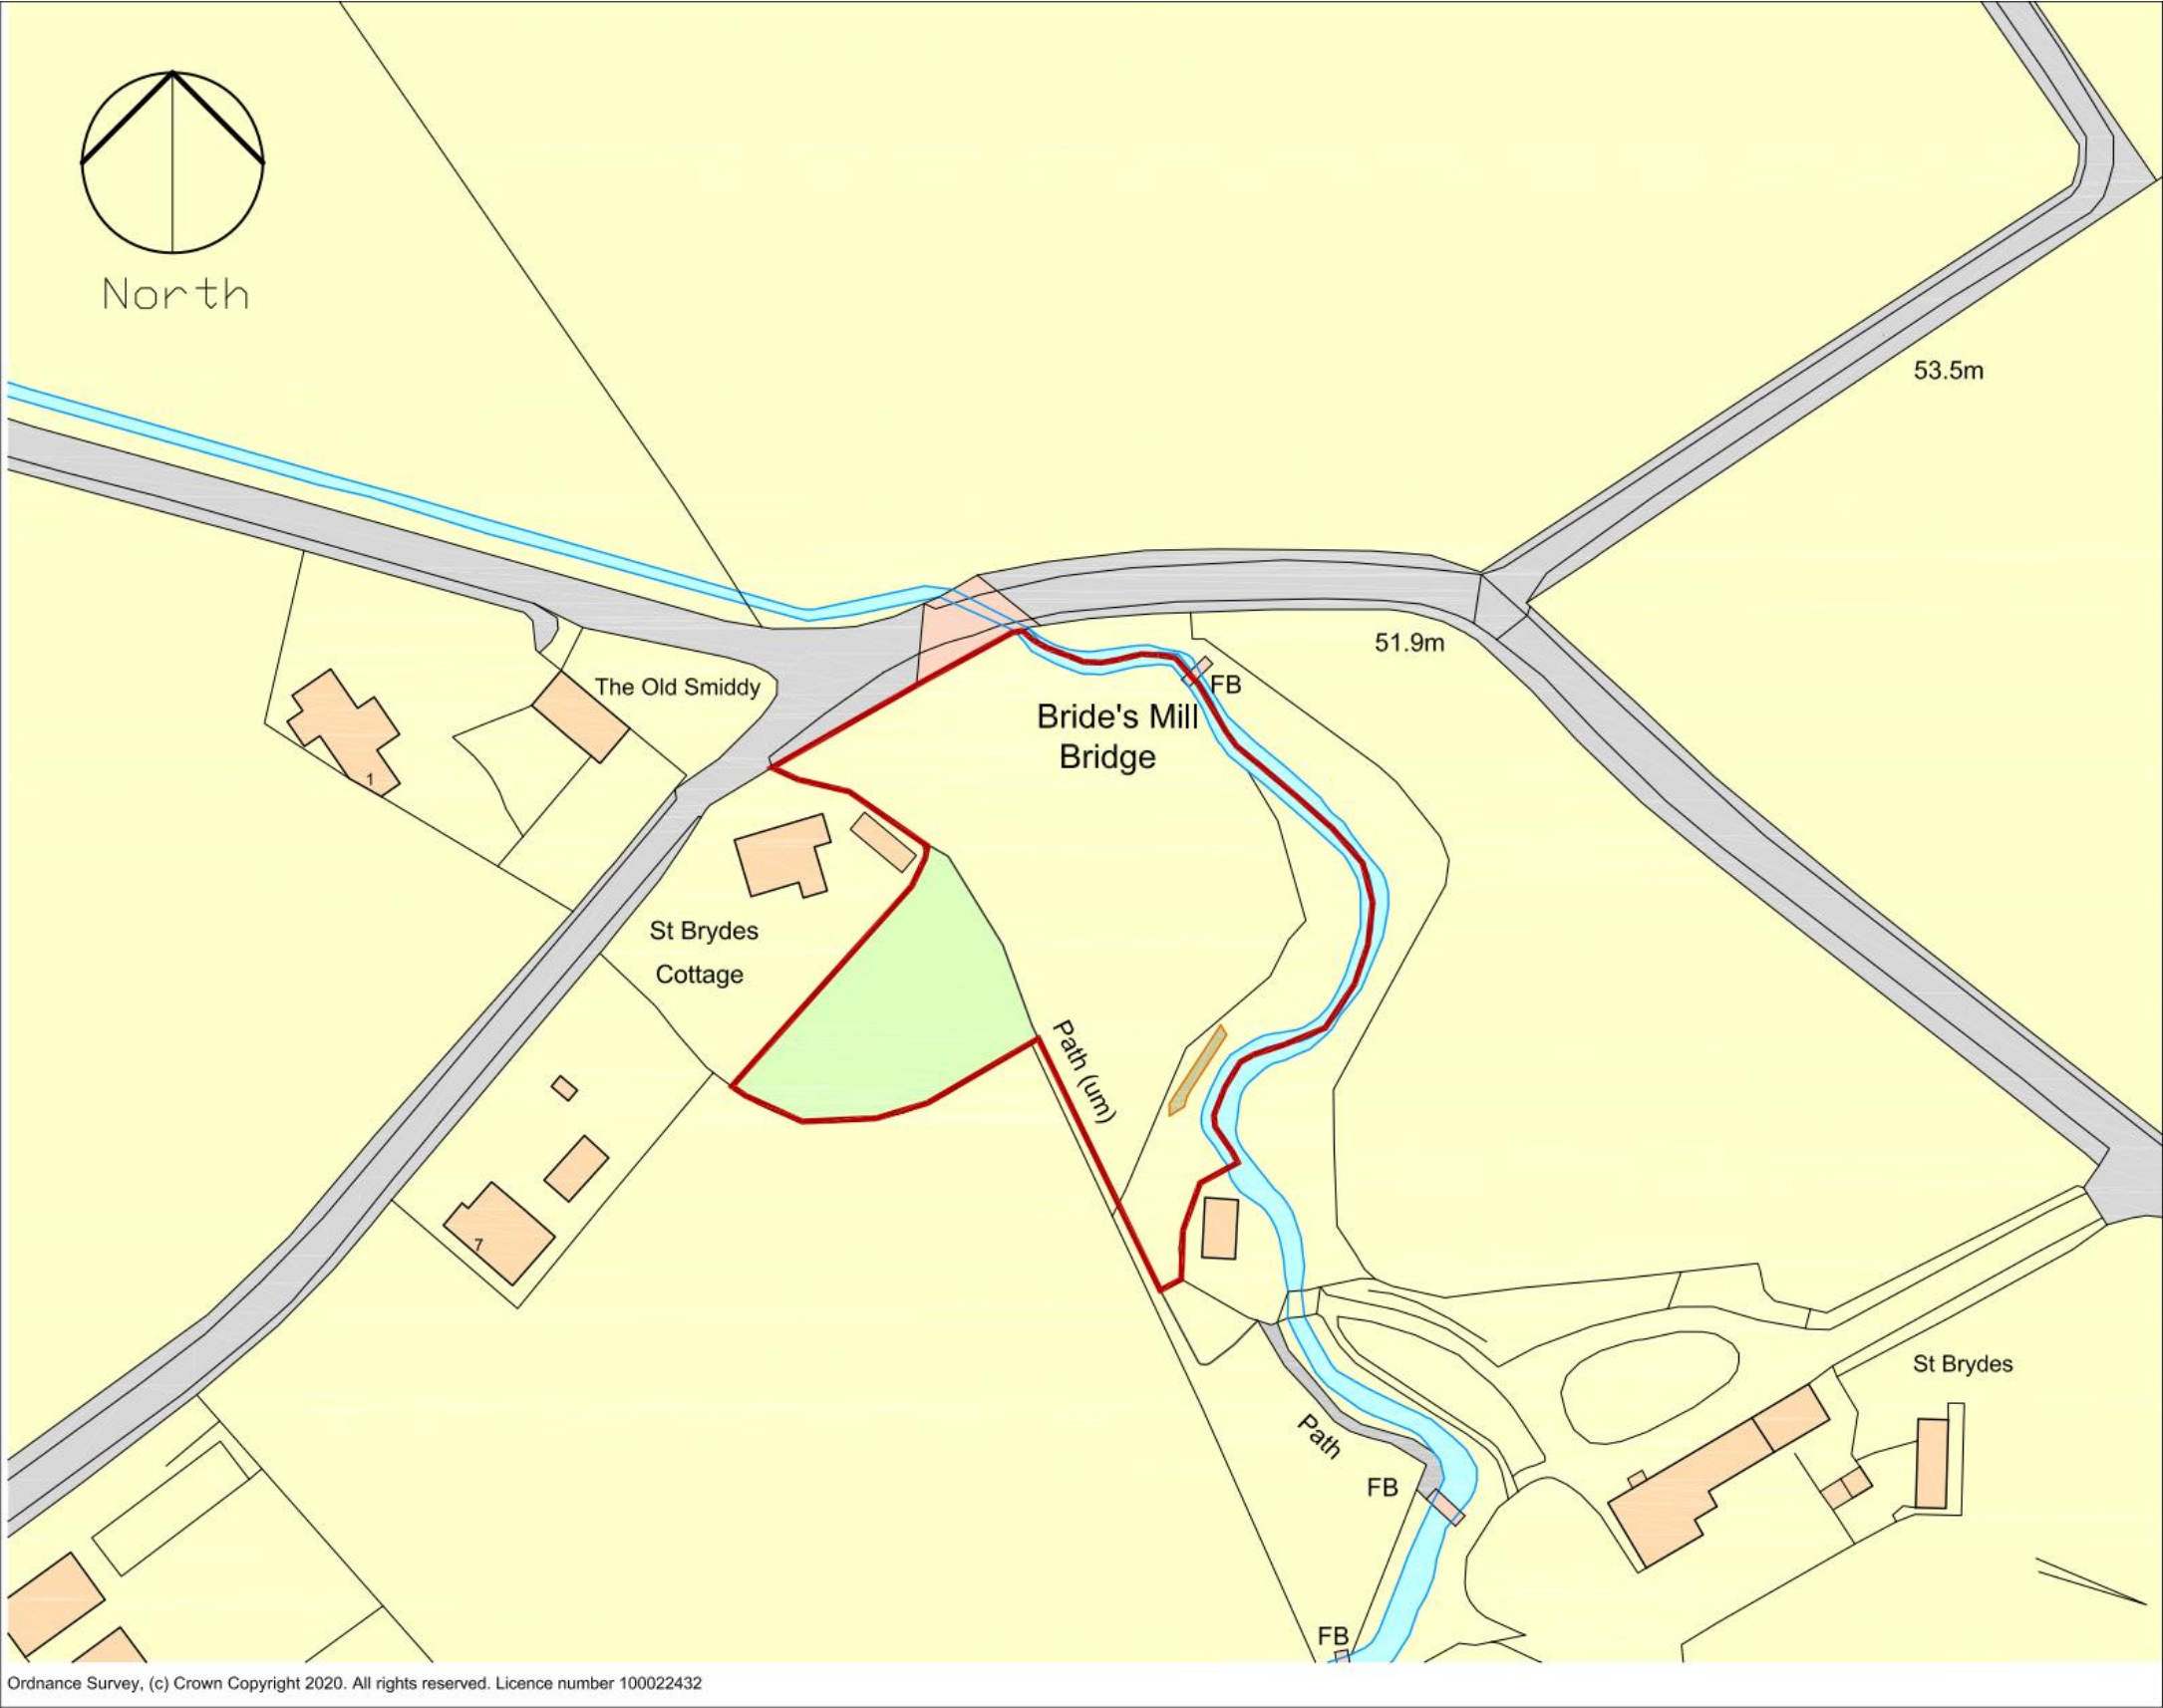 North
53.5m
51.9m
The Old Smiddy
FB
Bride's Mill
Bridge
1
St Brydes
Cottage
Path (um)
7
St Brydes
Path
FB
FB
Ordnance Survey, (c) Crown Copyright 2020. All rights reserved. Licence number 100022432